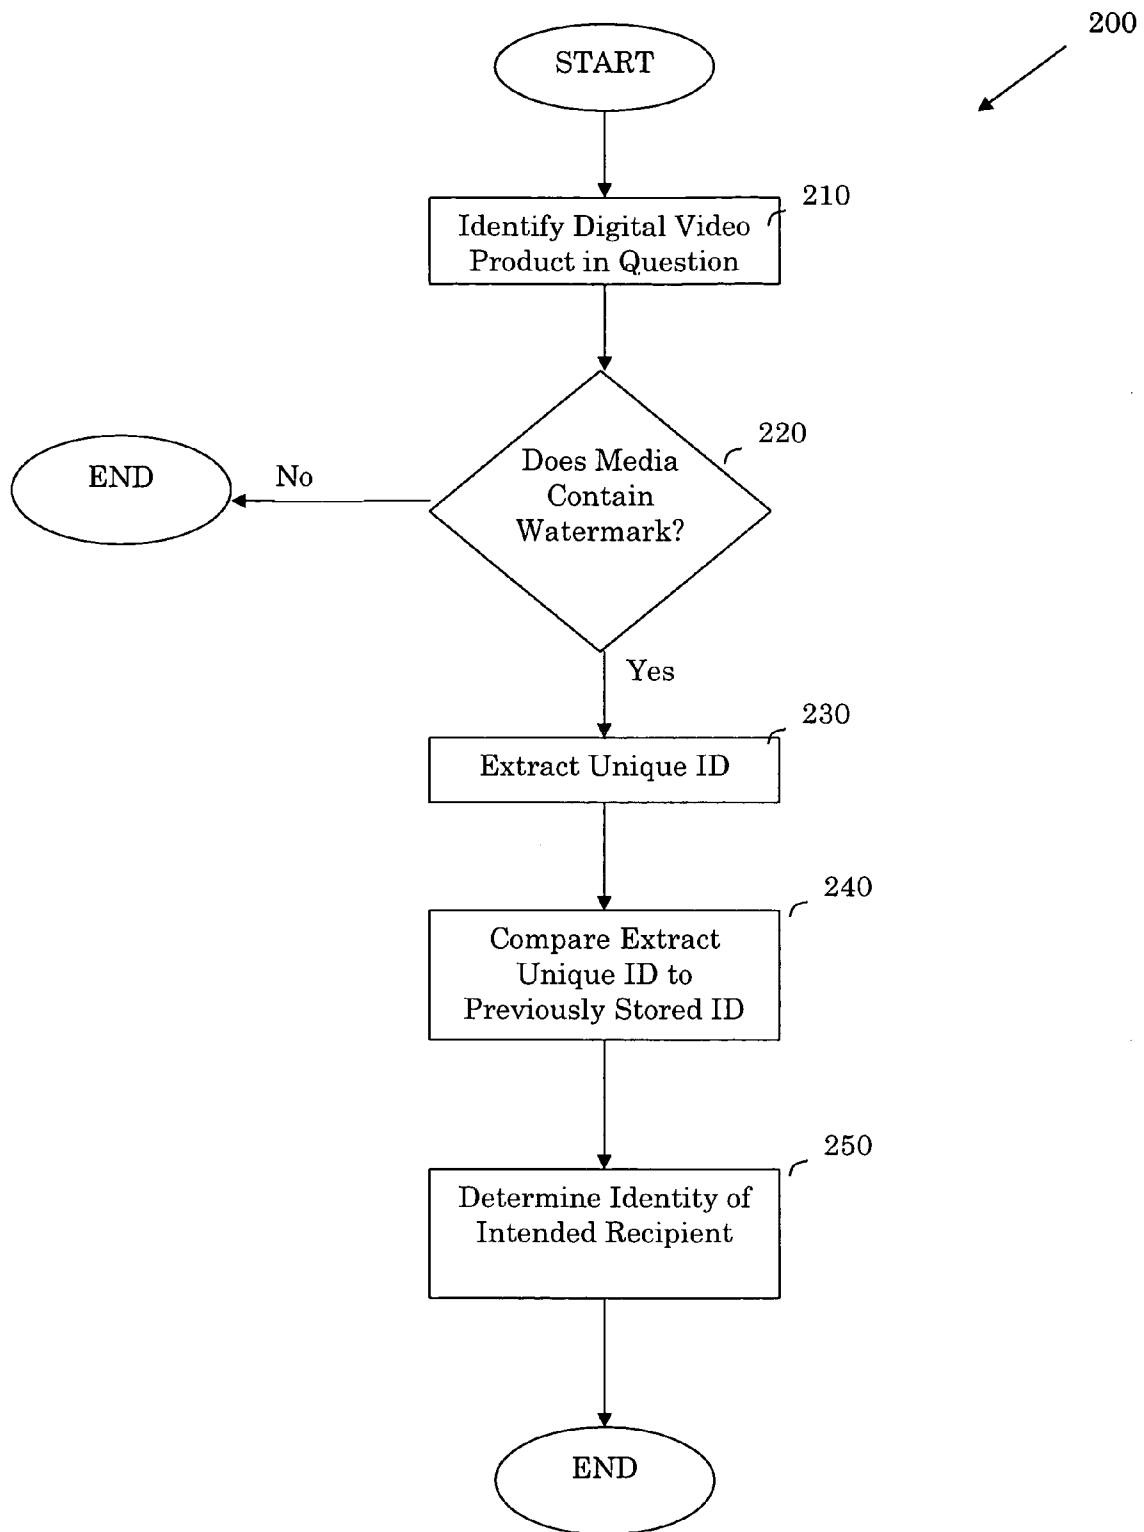 200
START
210
Identify Digital Video
Product in Question
220
Does Media
Contain
Watermark?
END
No
Yes
230
Extract Unique ID
240
Compare Extract
Unique ID to
Previously Stored ID
250
Determine Identity of
Intended Recipient
END